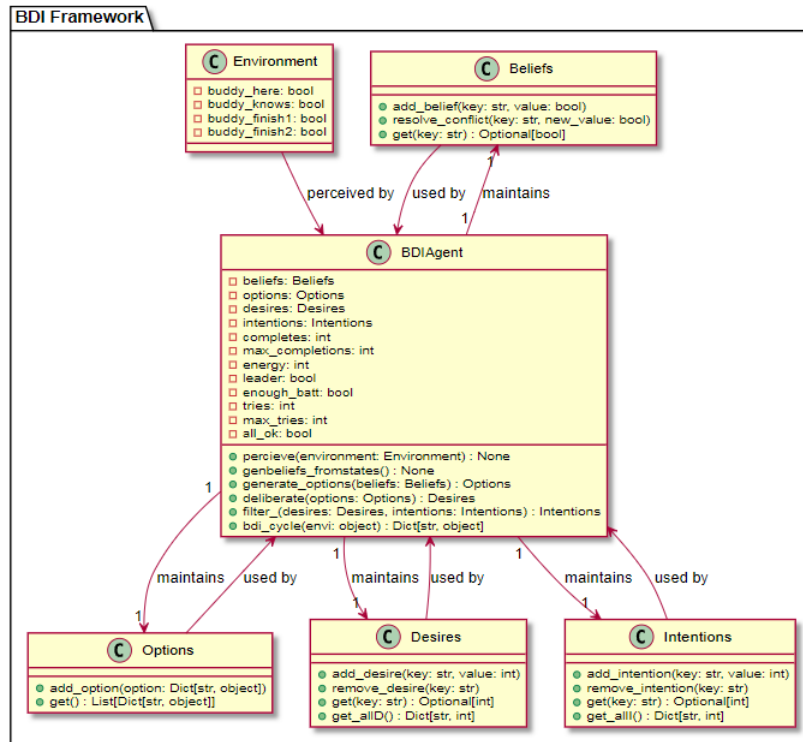 BDI Framework
C Environment
buddy_here: bool
buddy_knows: bool
buddy_finish1: bool
buddy_finish2: bool
C Beliefs
add_belief(key: str, value: bool)
resolve_conflict(key: str, new_value: bool)
get(key: str) : Optional[bool]
1
perceived by
used by
maintains
1
C BDIAgent
beliefs: Beliefs
options: Options
desires: Desires
intentions: Intentions
completes: int
max_completions: int
energy: int
leader: bool
enough_batt: bool
tries: int
max_tries: int
all_ok: bool
percieve(environment: Environment) : None
genbeliefs_fromstates() : None
generate_options(beliefs: Beliefs) : Options
deliberate(options: Options) : Desires
filter_(desires: Desires, intentions: Intentions) : Intentions
bdi_cycle(envi: object) : Dict[str, object]
1
1
1
maintains
used by
maintains
used by
maintains
used by
1
1
1
C Options
add_option(option: Dict[str, object])
get() : List[Dict[str, object]]
C Desires
add_desire(key: str, value: int)
remove_desire(key: str)
get(key: str) : Optional[int]
get_allD() : Dict[str, int]
C Intentions
add_intention(key: str, value: int)
remove_intention(key: str)
get(key: str) : Optional[int]
get_allI() : Dict[str, int]